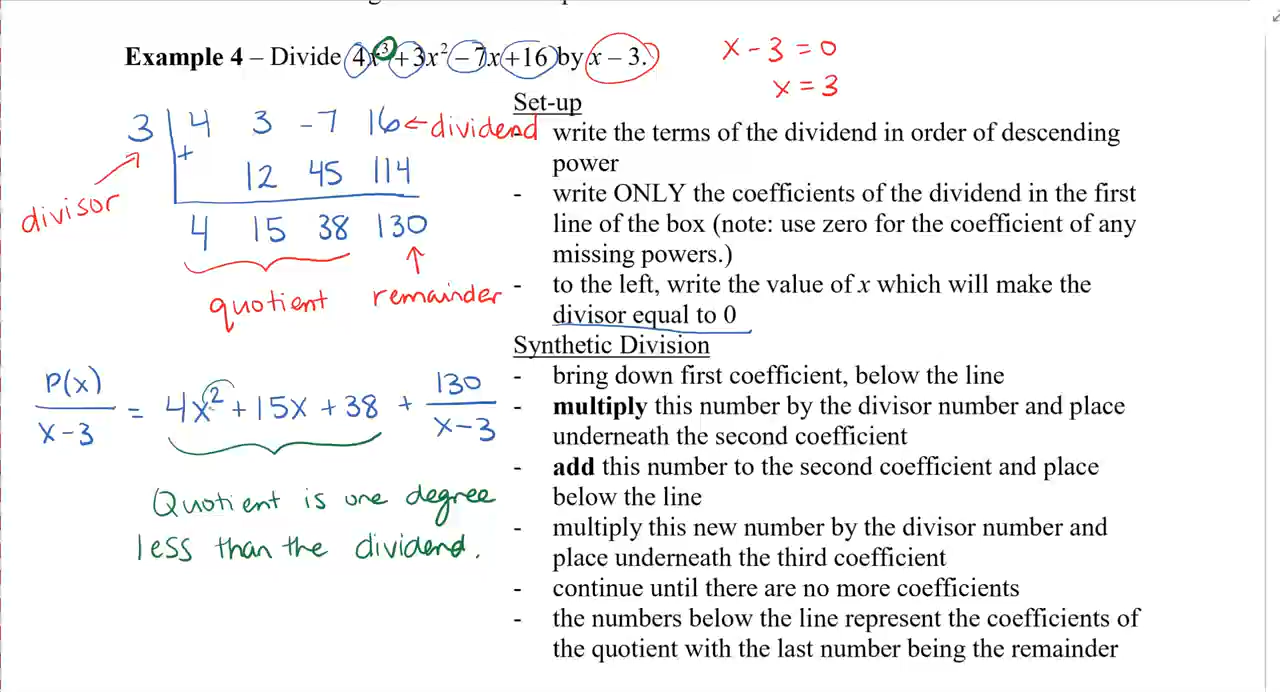 Example 4 – Divide 4x³ + 3x² – 7x + 16 by x – 3.
x - 3 = 0
x = 3
3 | 4 3 -7 16 ← dividend
+ 12 45 114
4 15 38 130
divisor
quotient remainder
P(x)/(x-3) = 4x² + 15x + 38 + 130/(x-3)
Quotient is one degree
less than the dividend.
Set-up
- write the terms of the dividend in order of descending
power
- write ONLY the coefficients of the dividend in the first
line of the box (note: use zero for the coefficient of any
missing powers.)
- to the left, write the value of x which will make the
divisor equal to 0
Synthetic Division
- bring down first coefficient, below the line
- multiply this number by the divisor number and place
underneath the second coefficient
- add this number to the second coefficient and place
below the line
- multiply this new number by the divisor number and
place underneath the third coefficient
- continue until there are no more coefficients
- the numbers below the line represent the coefficients of
the quotient with the last number being the remainder